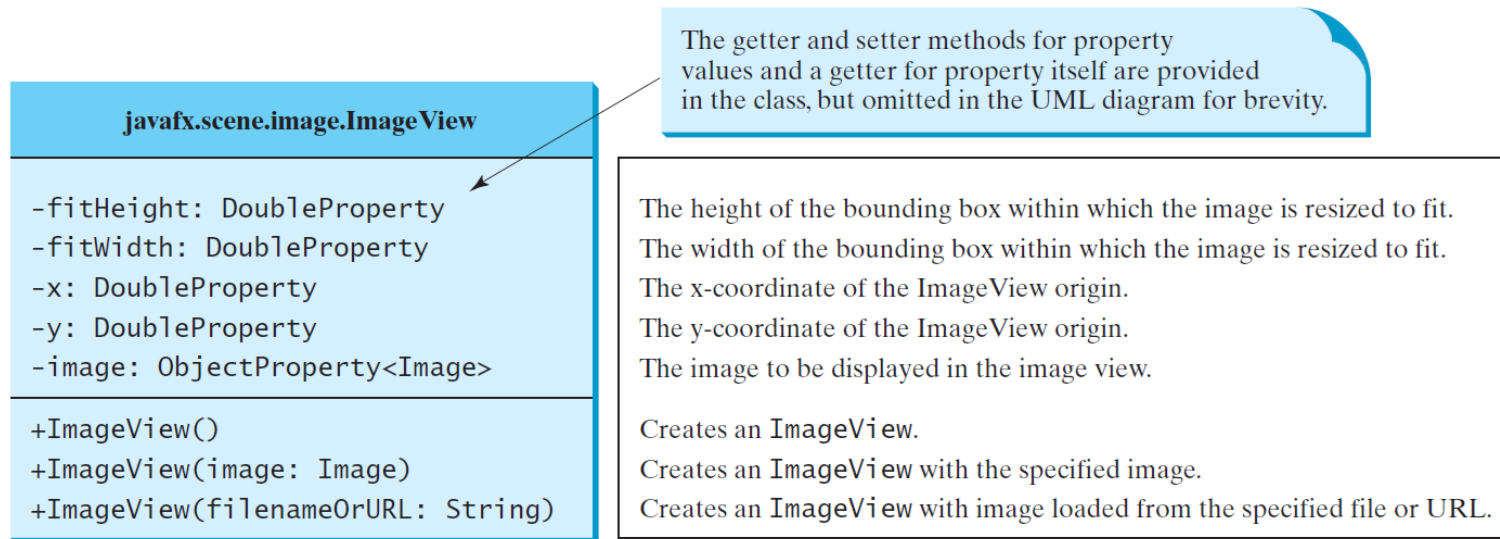 The getter and setter methods for property
values and a getter for property itself are provided
in the class, but omitted in the UML diagram for brevity.
javafx.scene.image.ImageView
-fitHeight: DoubleProperty
-fitWidth: DoubleProperty
-x: DoubleProperty
-y: DoubleProperty
-image: ObjectProperty<Image>
The height of the bounding box within which the image is resized to fit.
The width of the bounding box within which the image is resized to fit.
The x-coordinate of the ImageView origin.
The y-coordinate of the ImageView origin.
The image to be displayed in the image view.
+ImageView()
+ImageView(image: Image)
+ImageView(filenameOrURL: String)
Creates an ImageView.
Creates an ImageView with the specified image.
Creates an ImageView with image loaded from the specified file or URL.